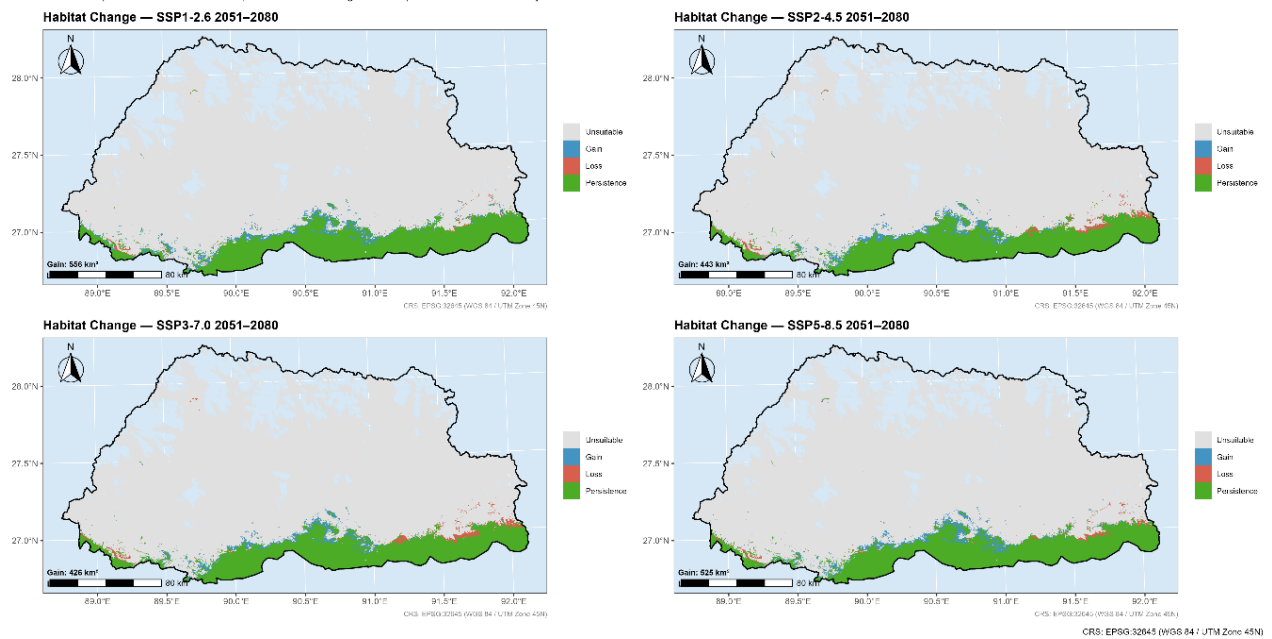 Habitat Change — SSP1-2.6 2051–2080
N
28.0°N
27.5°N
27.0°N
Unsuitable
Gain
Loss
Persistence
Gain: 556 km²
80 km
89.0°E 89.5°E 90.0°E 90.5°E 91.0°E 91.5°E 92.0°E
CRS: EPSG:32645 (WGS 84 / UTM Zone 45N)
Habitat Change — SSP2-4.5 2051–2080
N
28.0°N
27.5°N
27.0°N
Unsuitable
Gain
Loss
Persistence
Gain: 443 km²
80 km
89.0°E 89.5°E 90.0°E 90.5°E 91.0°E 91.5°E 92.0°E
CRS: EPSG:32645 (WGS 84 / UTM Zone 45N)
Habitat Change — SSP3-7.0 2051–2080
N
28.0°N
27.5°N
27.0°N
Unsuitable
Gain
Loss
Persistence
Gain: 426 km²
80 km
89.0°E 89.5°E 90.0°E 90.5°E 91.0°E 91.5°E 92.0°E
CRS: EPSG:32645 (WGS 84 / UTM Zone 45N)
Habitat Change — SSP5-8.5 2051–2080
N
28.0°N
27.5°N
27.0°N
Unsuitable
Gain
Loss
Persistence
Gain: 525 km²
80 km
89.0°E 89.5°E 90.0°E 90.5°E 91.0°E 91.5°E 92.0°E
CRS: EPSG:32645 (WGS 84 / UTM Zone 45N)
CRS: EPSG:32645 (WGS 84 / UTM Zone 45N)